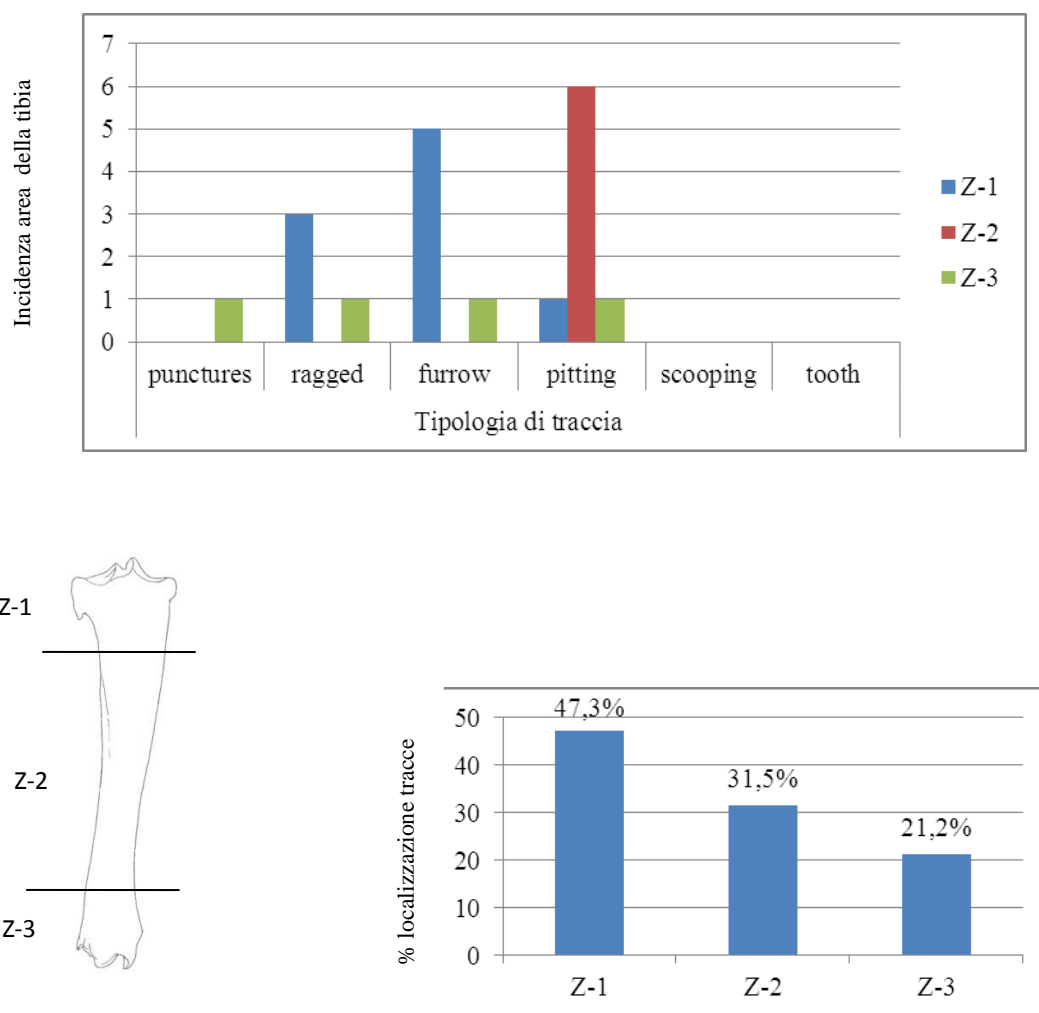 Incidenza area della tibia
7
6
5
4
3
2
1
0
punctures ragged furrow pitting scooping tooth
Tipologia di traccia
Z-1
Z-2
Z-3
Z-1
Z-2
Z-3
% localizzazione tracce
50
40
30
20
10
0
47,3%
31,5%
21,2%
Z-1 Z-2 Z-3